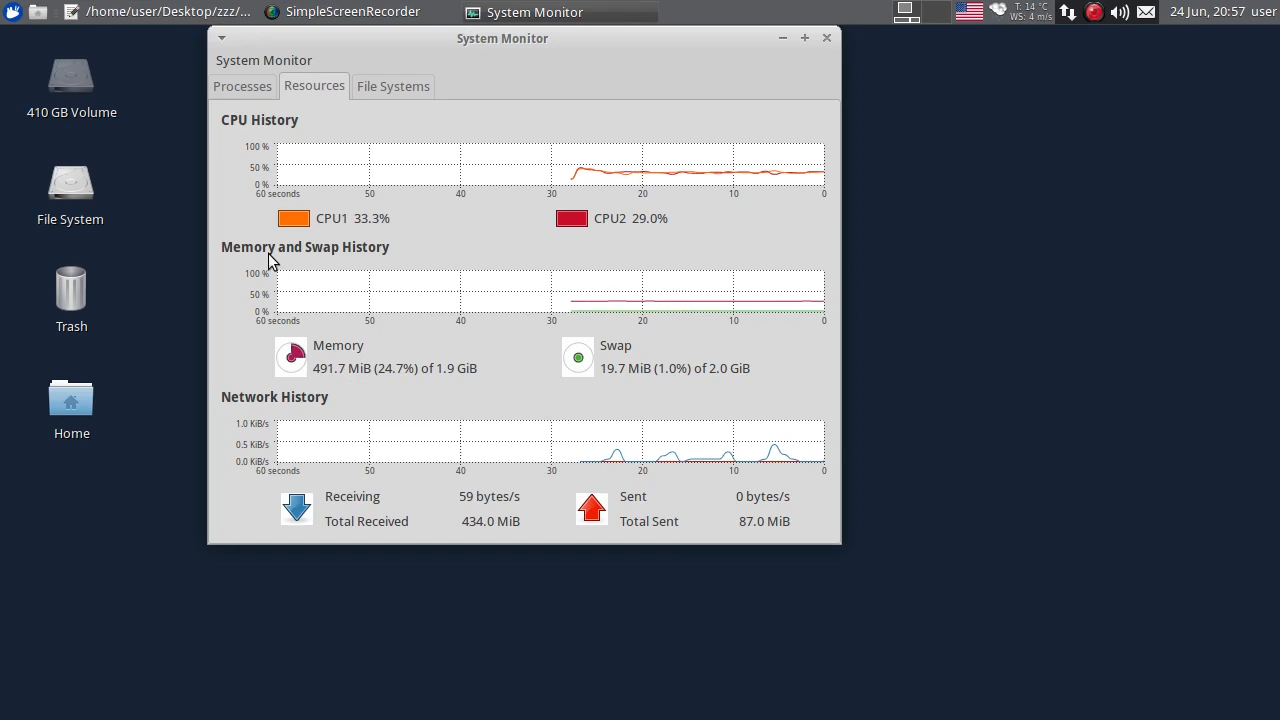 /home/user/Desktop/zzz/... SimpleScreenRecorder System Monitor T: 14 °C WS: 4 m/s 24 Jun, 20:57 user
System Monitor
System Monitor
Processes Resources File Systems
410 GB Volume
File System
Trash
Home
CPU History
100 %
50 %
0 %
60 seconds 50 40 30 20 10 0
CPU1 33.3% CPU2 29.0%
Memory and Swap History
100 %
50 %
0 %
60 seconds 50 40 30 20 10 0
Memory Swap
491.7 MiB (24.7%) of 1.9 GiB 19.7 MiB (1.0%) of 2.0 GiB
Network History
1.0 KiB/s
0.5 KiB/s
0.0 KiB/s
60 seconds 50 40 30 20 10 0
Receiving 59 bytes/s Sent 0 bytes/s
Total Received 434.0 MiB Total Sent 87.0 MiB